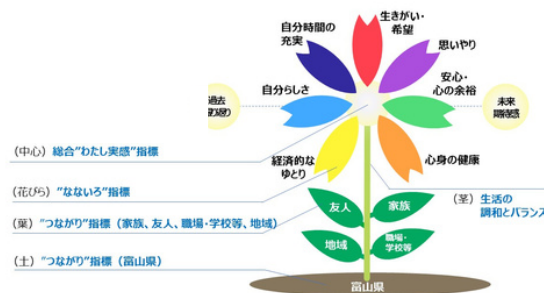 生きがい・
希望
自分時間の
充実
思いやり
自分らしさ
安心・
心の余裕
過去
未来
期待感
(中心) 総合“わたし実感”指標
経済的な
ゆとり
心身の健康
(花びら) “なないろ”指標
(茎) 生活の
調和とバランス
友人
家族
(葉) “つながり”指標(家族、友人、職場・学校等、地域)
地域
職場・
学校等
(土) “つながり”指標(富山県)
富山県